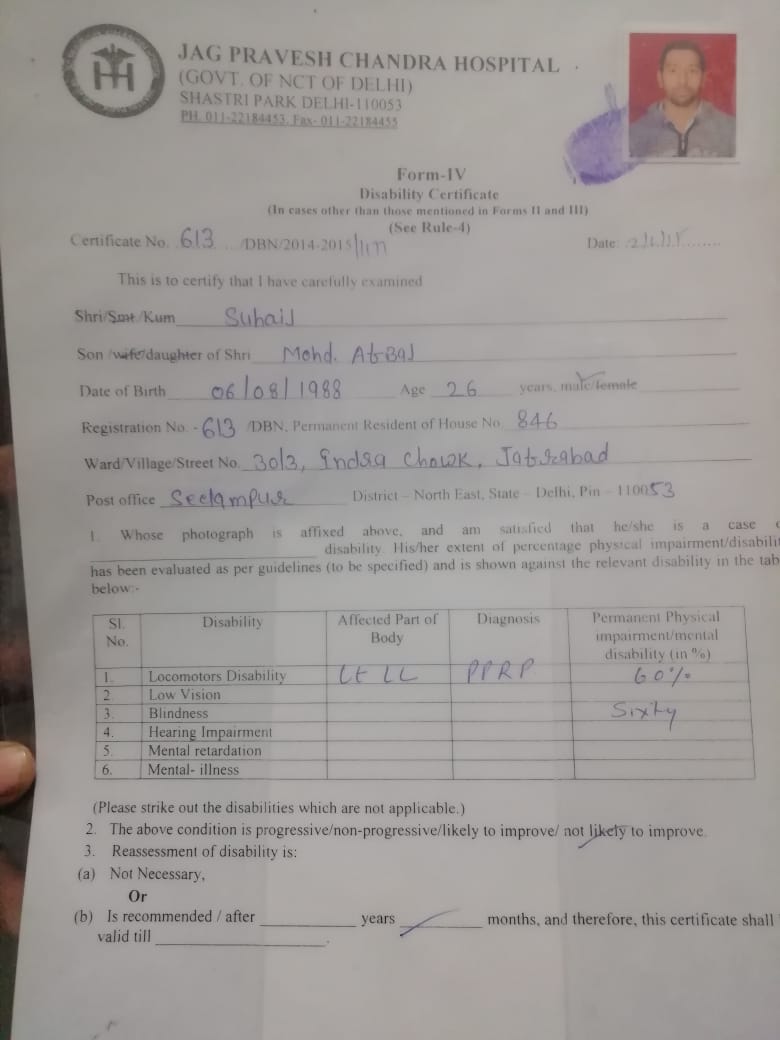 JAG PRAVESH CHANDRA HOSPITAL
(GOVT. OF NCT OF DELHI)
SHASTRI PARK DELHI-110053
PH. 011-22184453, Fax- 011-22184455
Form-IV
Disability Certificate
(In cases other than those mentioned in Forms II and III)
(See Rule-4)
Certificate No. 613 /DBN/2014-2015 Date:
This is to certify that I have carefully examined
Shri/Smt./Kum Suhail
Son /wife/daughter of Shri Mohd.
Date of Birth 06/08/1988 Age 26 years, male/female
Registration No. - 613 /DBN, Permanent Resident of House No. 846
Ward/Village/Street No. 30/3, Indra Chowk, Jafrabad
Post office Seelampur District – North East, State – Delhi, Pin – 110053
1. Whose photograph is affixed above, and am satisfied that he/she is a case
disability. His/her extent of percentage physical impairment/disabilit
has been evaluated as per guidelines (to be specified) and is shown against the relevant disability in the tab
below:-
Sl. No. Disability Affected Part of Body Diagnosis Permanent Physical impairment/mental disability (in %)
1. Locomotors Disability Lt LL PPRP 60%
2. Low Vision
3. Blindness Sixty
4. Hearing Impairment
5. Mental retardation
6. Mental- illness
(Please strike out the disabilities which are not applicable.)
2. The above condition is progressive/non-progressive/likely to improve/ not likely to improve.
3. Reassessment of disability is:
(a) Not Necessary,
Or
(b) Is recommended / after years months, and therefore, this certificate shall
valid till